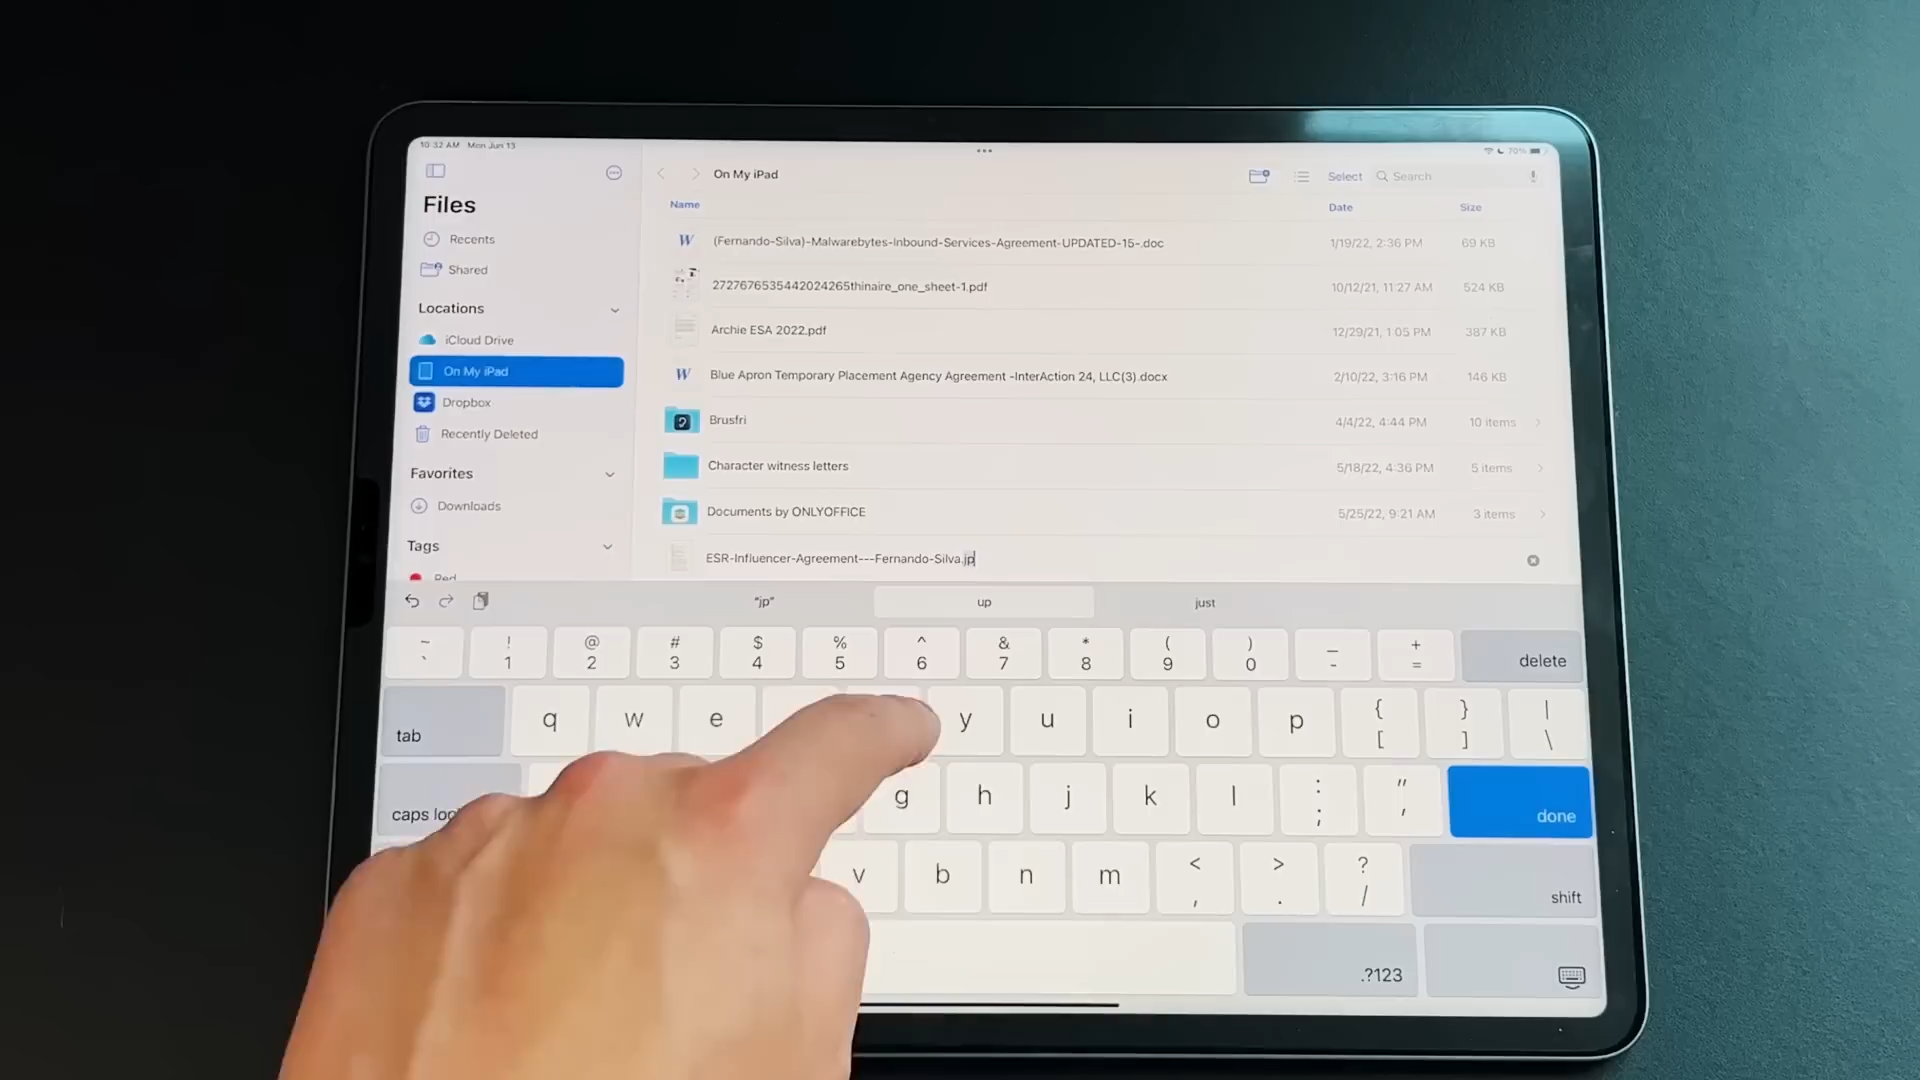 10:32 AM Mon Jun 13
70%
Files
Recents
Shared
Locations
iCloud Drive
On My iPad
Dropbox
Recently Deleted
Favorites
Downloads
Tags
Red
On My iPad
Select
Search
Name
Date
Size
(Fernando-Silva)-Malwarebytes-Inbound-Services-Agreement-UPDATED-15-.doc
1/19/22, 2:36 PM
69 KB
2727676535442024265thinaire_one_sheet-1.pdf
10/12/21, 11:27 AM
524 KB
Archie ESA 2022.pdf
12/29/21, 1:05 PM
387 KB
Blue Apron Temporary Placement Agency Agreement -InterAction 24, LLC(3).docx
2/10/22, 3:16 PM
146 KB
Brusfri
4/4/22, 4:44 PM
10 items
Character witness letters
5/18/22, 4:36 PM
5 items
Documents by ONLYOFFICE
5/25/22, 9:21 AM
3 items
ESR-Influencer-Agreement---Fernando-Silva.jp
"jp"
up
just
~ ! @ # $ % ^ & * ( ) _ +
` 1 2 3 4 5 6 7 8 9 0 - = delete
tab q w e y u i o p { [ } ] | \
caps loc g h j k l : ; " ' done
v b n m < , > . ? / shift
.?123